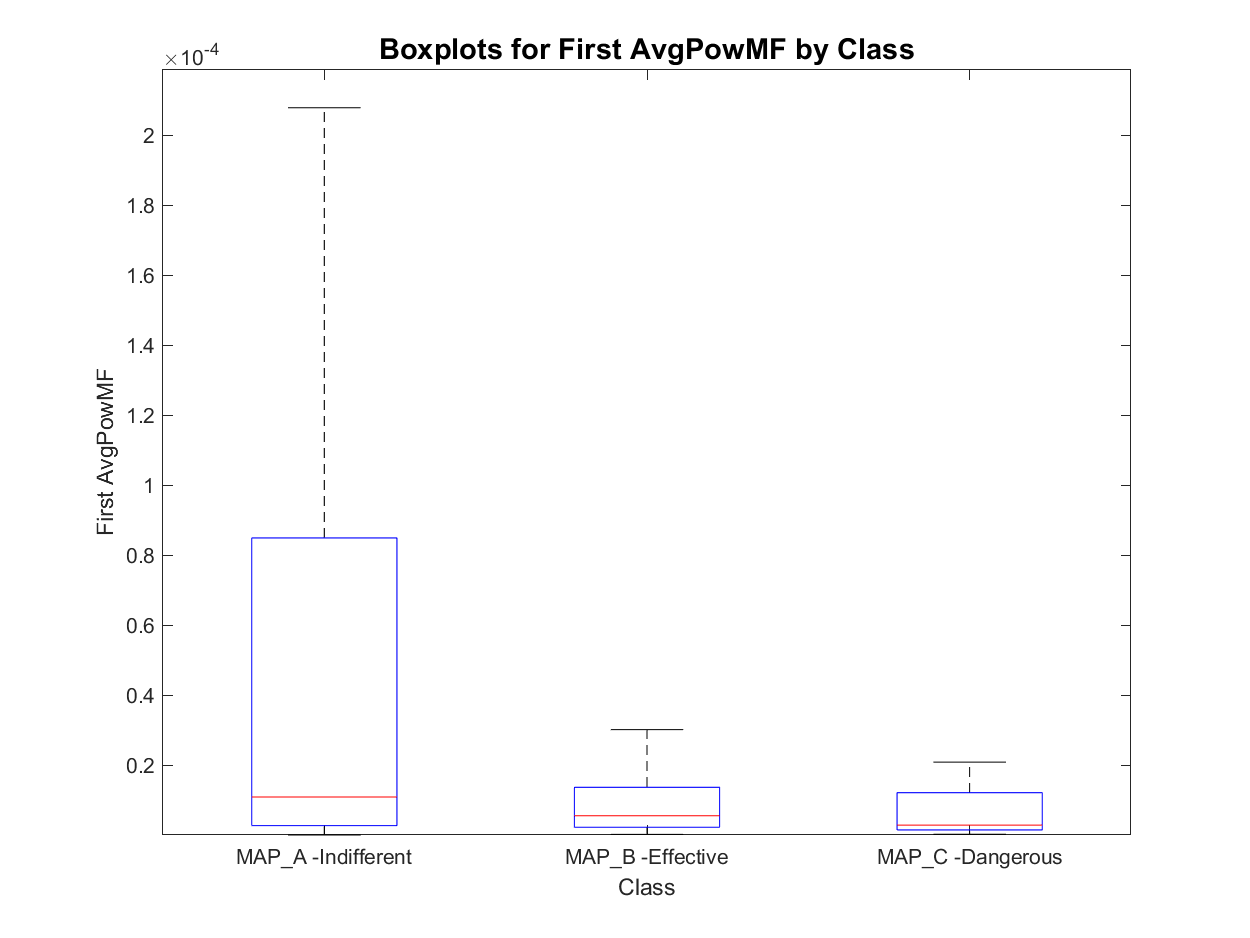 Boxplots for First AvgPowMF by Class
×10⁻⁴
2
1.8
1.6
1.4
1.2
1
0.8
0.6
0.4
0.2
First AvgPowMF
MAP_A -Indifferent MAP_B -Effective MAP_C -Dangerous
Class